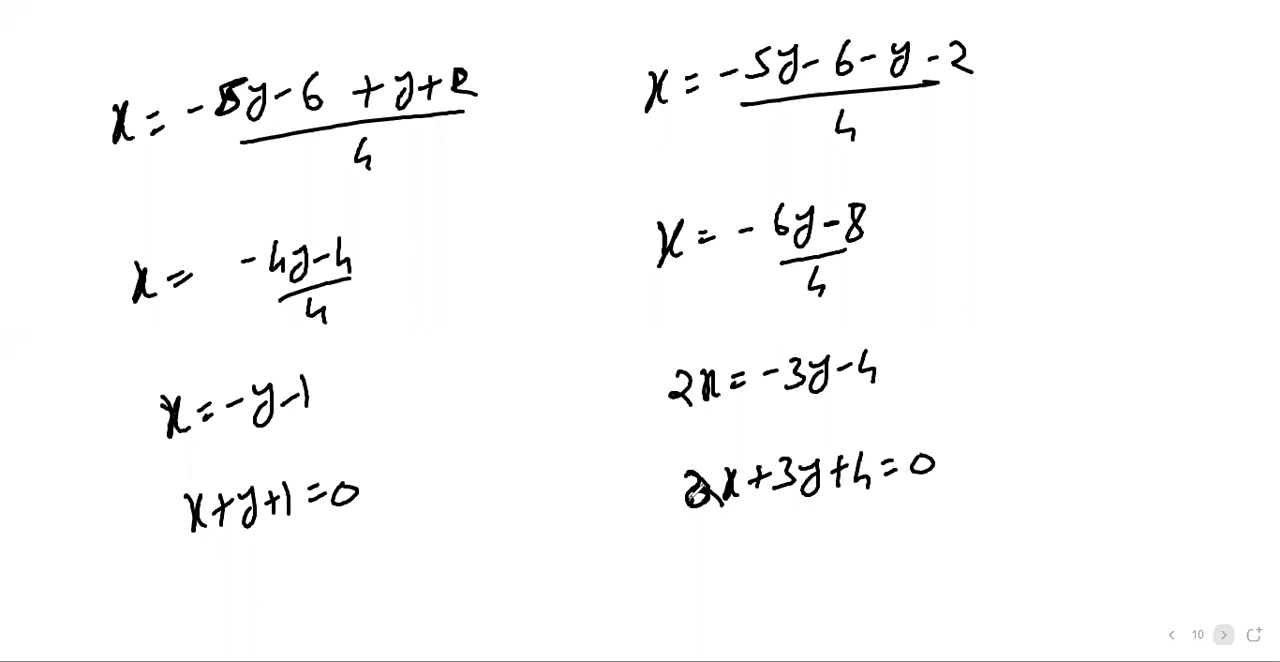 x = -5y-6 +y+2
4
x = -4y-4
4
x = -y-1
x+y+1=0
x = -5y-6-y-2
4
x = -6y-8
4
2x = -3y-4
2x+3y+4=0
10